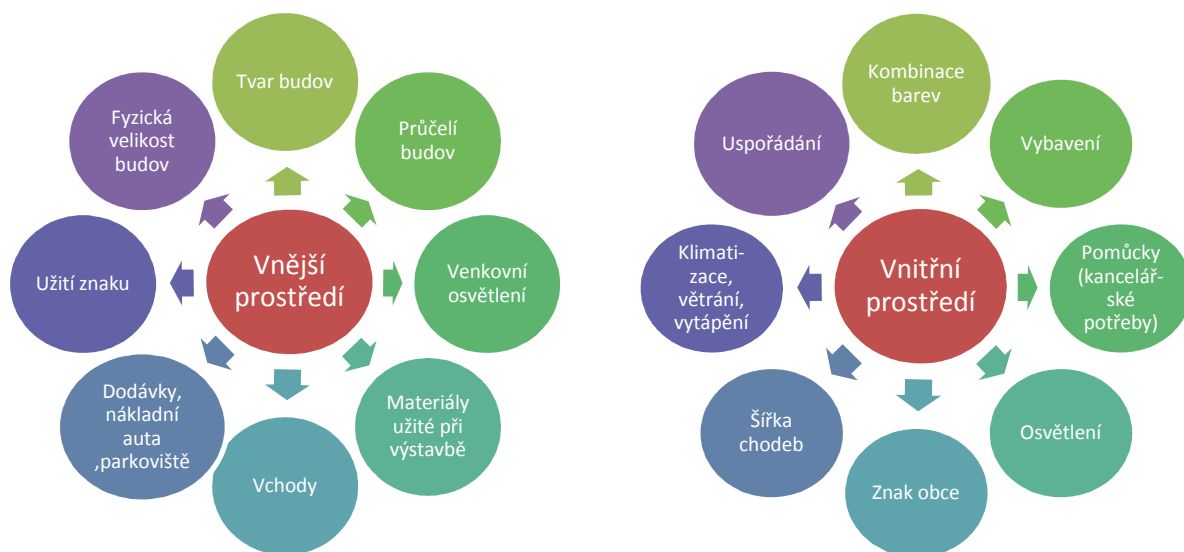 Vnější
prostředí
Tvar budov
Průčelí
budov
Venkovní
osvětlení
Materiály
užité při
výstavbě
Vchody
Dodávky,
nákladní
auta
,parkoviště
Užití znaku
Fyzická
velikost
budov
Vnitřní
prostředí
Kombinace
barev
Vybavení
Pomůcky
(kancelář-
ské
potřeby)
Osvětlení
Znak obce
Šířka
chodeb
Klimati-
zace,
větrání,
vytápění
Uspořádání